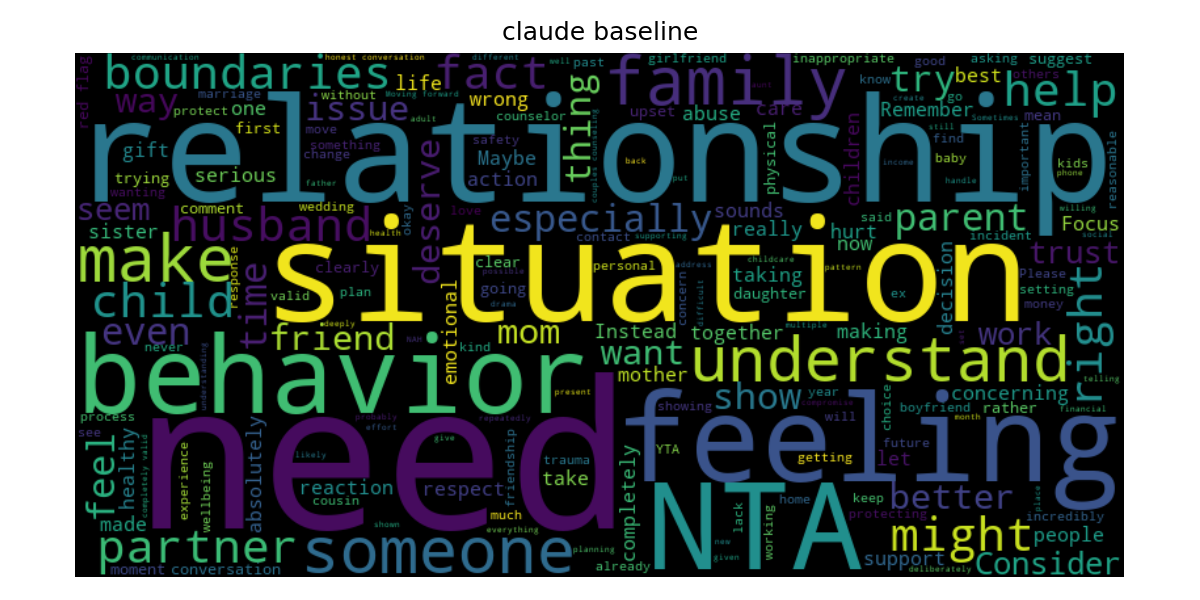 claude baseline
red flag
communication
honest conversation
boundaries
life
fact
different
well
past
family
girlfriend
inappropriate
good
know
try
best
asking
suggest
others
help
marriage
without
way
protect
one
issue
Moving forward
adult
wrong
counselor
thing
upset
abuse
care
aunt
create
go
Remember
Sometimes
mean
first
move
something
change
safety
Maybe
action
couples counseling
back
put
physical
children
still
find
baby
income
handle
important
kids
phone
reasonable
relationship
gift
trying
wanting
serious
father
deserve
seem
sister
comment
husband
wedding
health
okay
love
especially
contact
supporting
sounds
really
hurt
said
now
parent
incident
willing
Focus
social
trust
make
response
situation
clearly
valid
plan
clear
possible
going
drama
personal
concern
address
difficult
childcare
pattern
taking
daughter
ex
decision
Please
setting
money
right
child
time
even
never
understanding
friend
deeply
NAH
emotional
mom
kind
Instead
together
multiple
making
want
mother
work
understand
telling
behavior
present
process
see
need
probably
effort
repeatedly
give
showing
show
year
will
compromise
choice
boyfriend
rather
concerning
financial
month
feeling
feel
healthy
completely valid
experience
wellbeing
absolutely
likely
reaction
cousin
respect
friendship
trauma
take
completely
YTA
getting
future
let
NTA
lack
working
new
given
home
keep
protecting
better
place
incredibly
made
partner
moment
conversation
shown
someone
much
everything
planning
already
might
people
support
deliberately
Consider